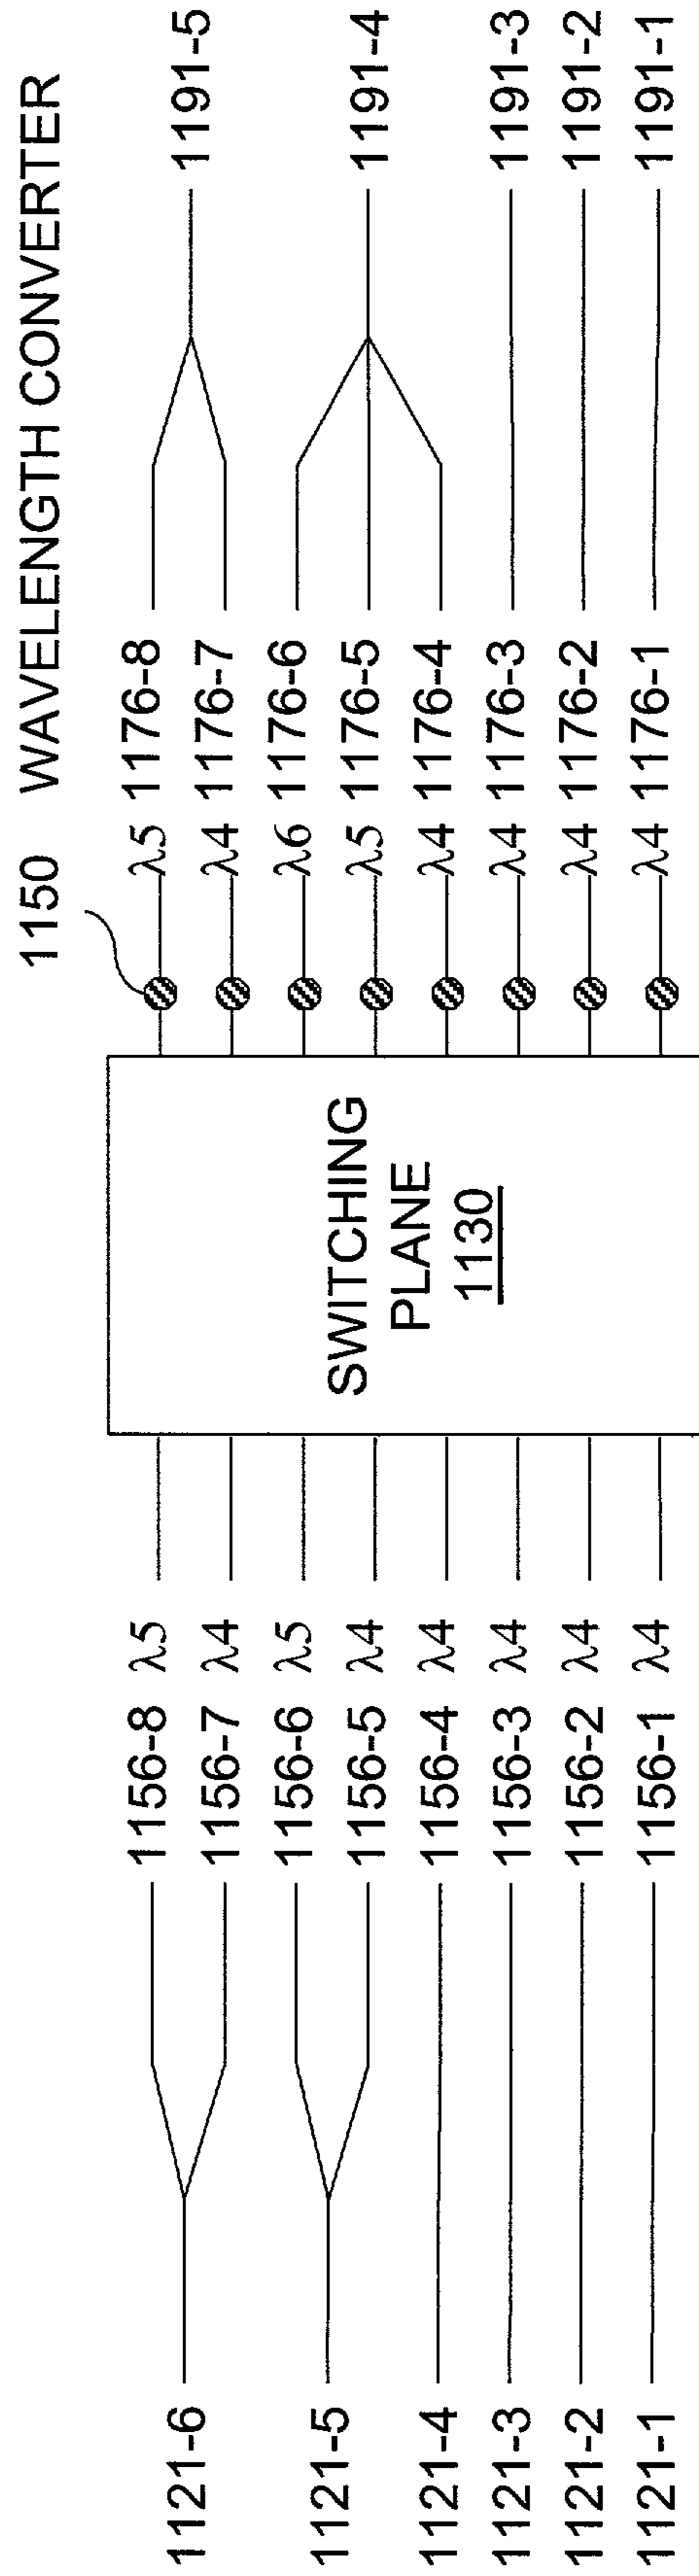 1150 WAVELENGTH CONVERTER
1121-6
1121-5
1121-4
1121-3
1121-2
1121-1
1156-8 λ5
1156-7 λ4
1156-6 λ5
1156-5 λ4
1156-4 λ4
1156-3 λ4
1156-2 λ4
1156-1 λ4
SWITCHING
PLANE
1130
λ5 1176-8
λ4 1176-7
λ6 1176-6
λ5 1176-5
λ4 1176-4
λ4 1176-3
λ4 1176-2
λ4 1176-1
1191-5
1191-4
1191-3
1191-2
1191-1